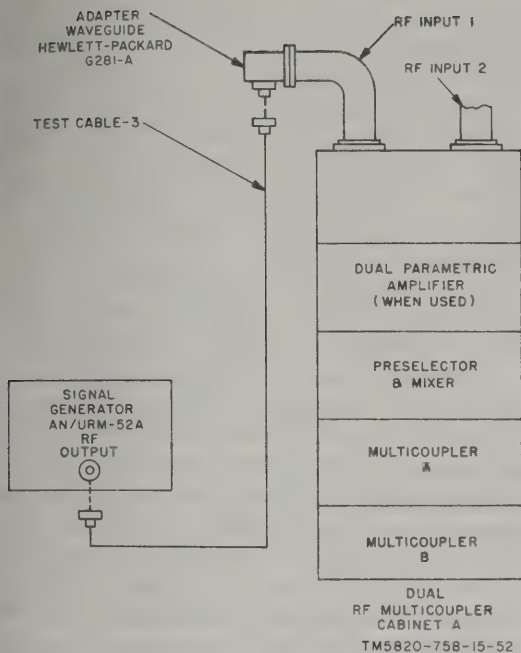 ADAPTER
WAVEGUIDE
HEWLETT-PACKARD
G281-A
RF INPUT 1
RF INPUT 2
TEST CABLE-3
DUAL PARAMETRIC
AMPLIFIER
(WHEN USED)
PRESELECTOR
& MIXER
SIGNAL
GENERATOR
AN/URM-52A
RF
OUTPUT
MULTICOUPLER
A
MULTICOUPLER
B
DUAL
RF MULTICOUPLER
CABINET A
TM5820-758-15-52